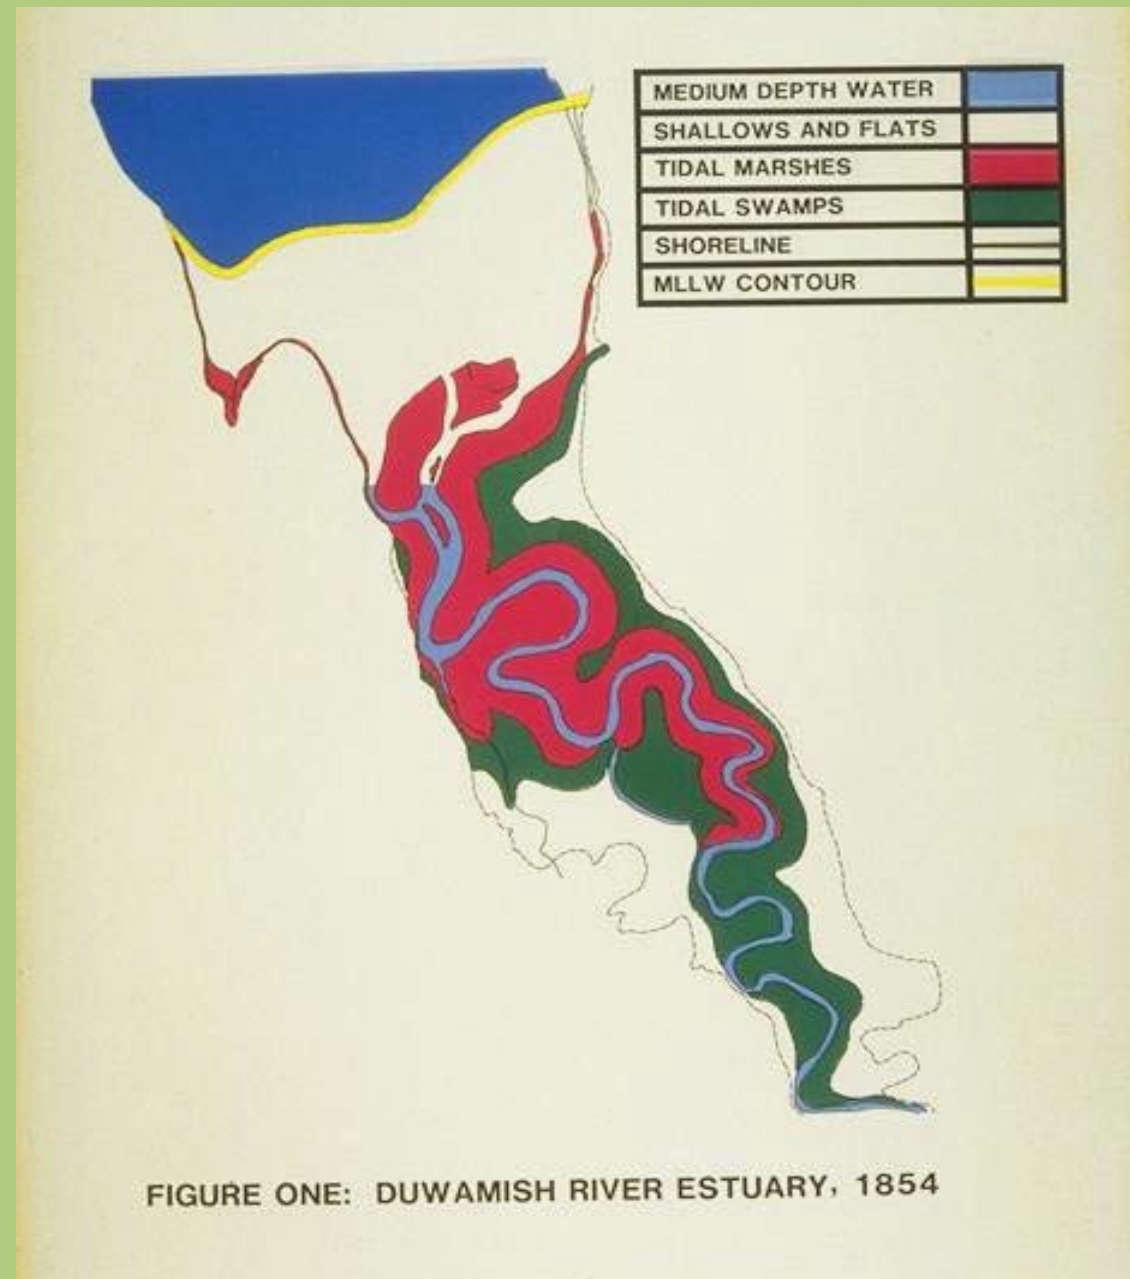 MEDIUM DEPTH WATER
SHALLOWS AND FLATS
TIDAL MARSHES
TIDAL SWAMPS
SHORELINE
MLLW CONTOUR
FIGURE ONE: DUWAMISH RIVER ESTUARY, 1854